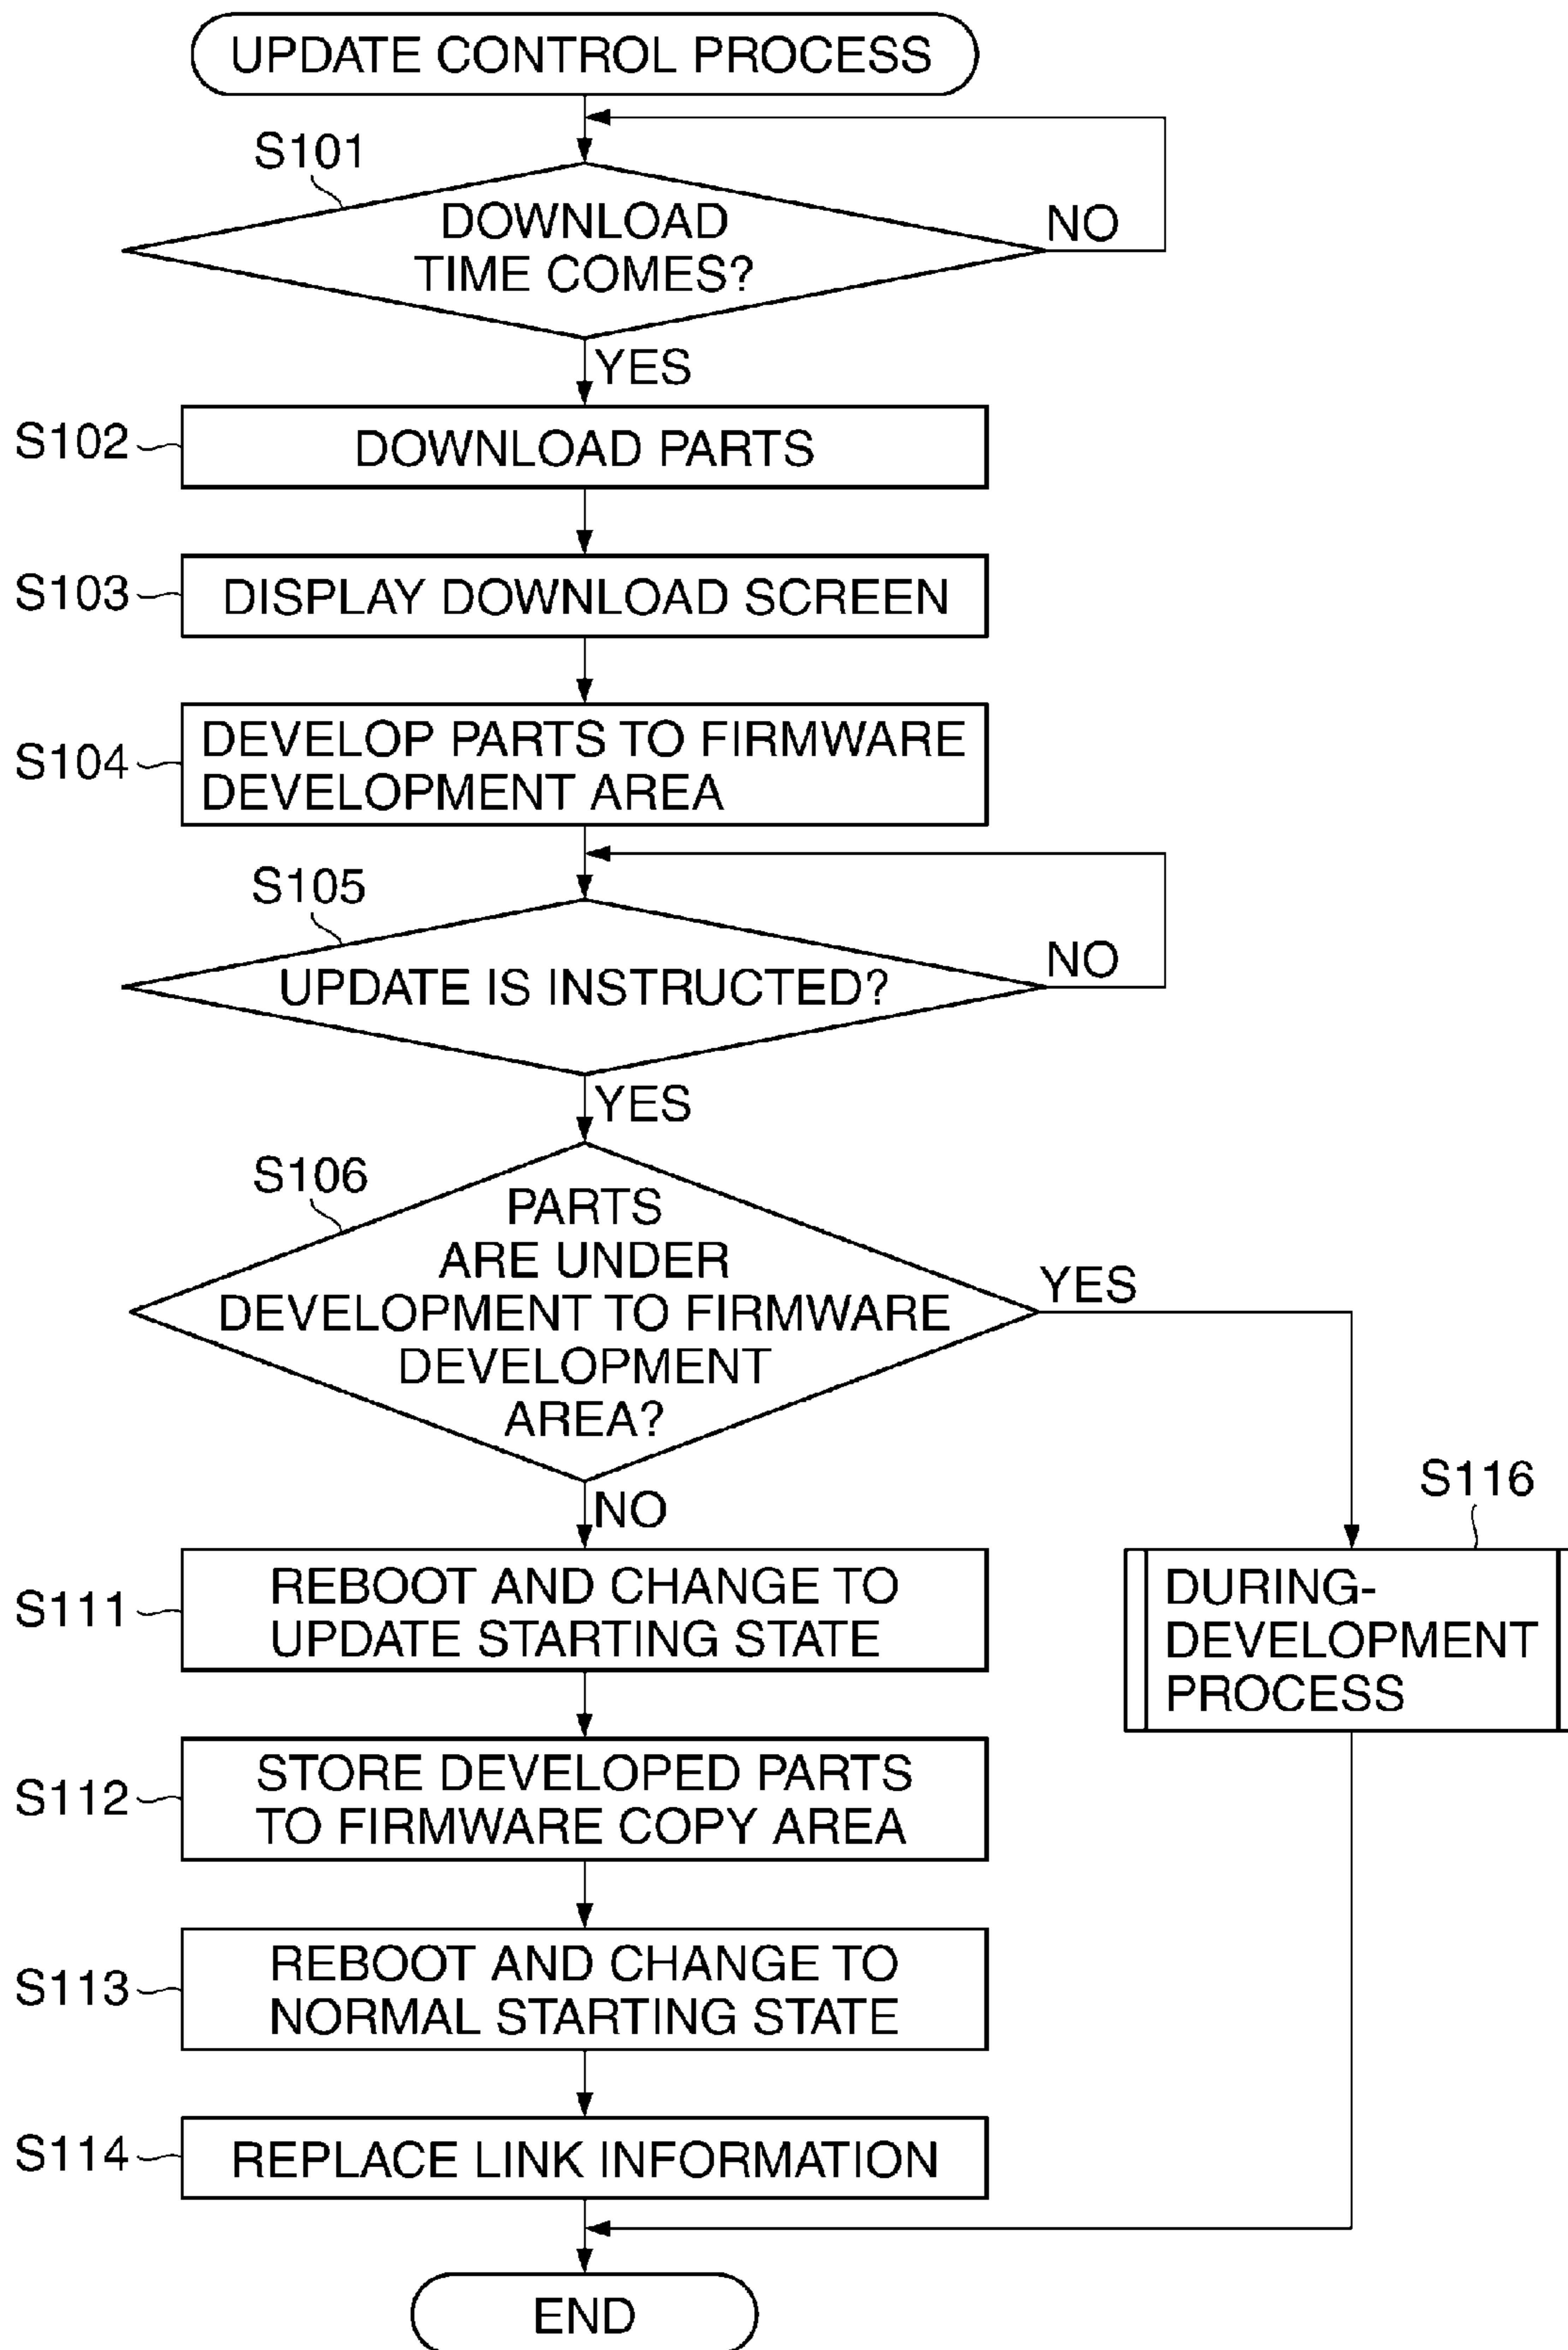 UPDATE CONTROL PROCESS
S101
DOWNLOAD
TIME COMES?
NO
YES
S102
DOWNLOAD PARTS
S103
DISPLAY DOWNLOAD SCREEN
S104
DEVELOP PARTS TO FIRMWARE
DEVELOPMENT AREA
S105
UPDATE IS INSTRUCTED?
NO
YES
S106
PARTS
ARE UNDER
DEVELOPMENT TO FIRMWARE
DEVELOPMENT
AREA?
YES
NO
S116
DURING-
DEVELOPMENT
PROCESS
S111
REBOOT AND CHANGE TO
UPDATE STARTING STATE
S112
STORE DEVELOPED PARTS
TO FIRMWARE COPY AREA
S113
REBOOT AND CHANGE TO
NORMAL STARTING STATE
S114
REPLACE LINK INFORMATION
END